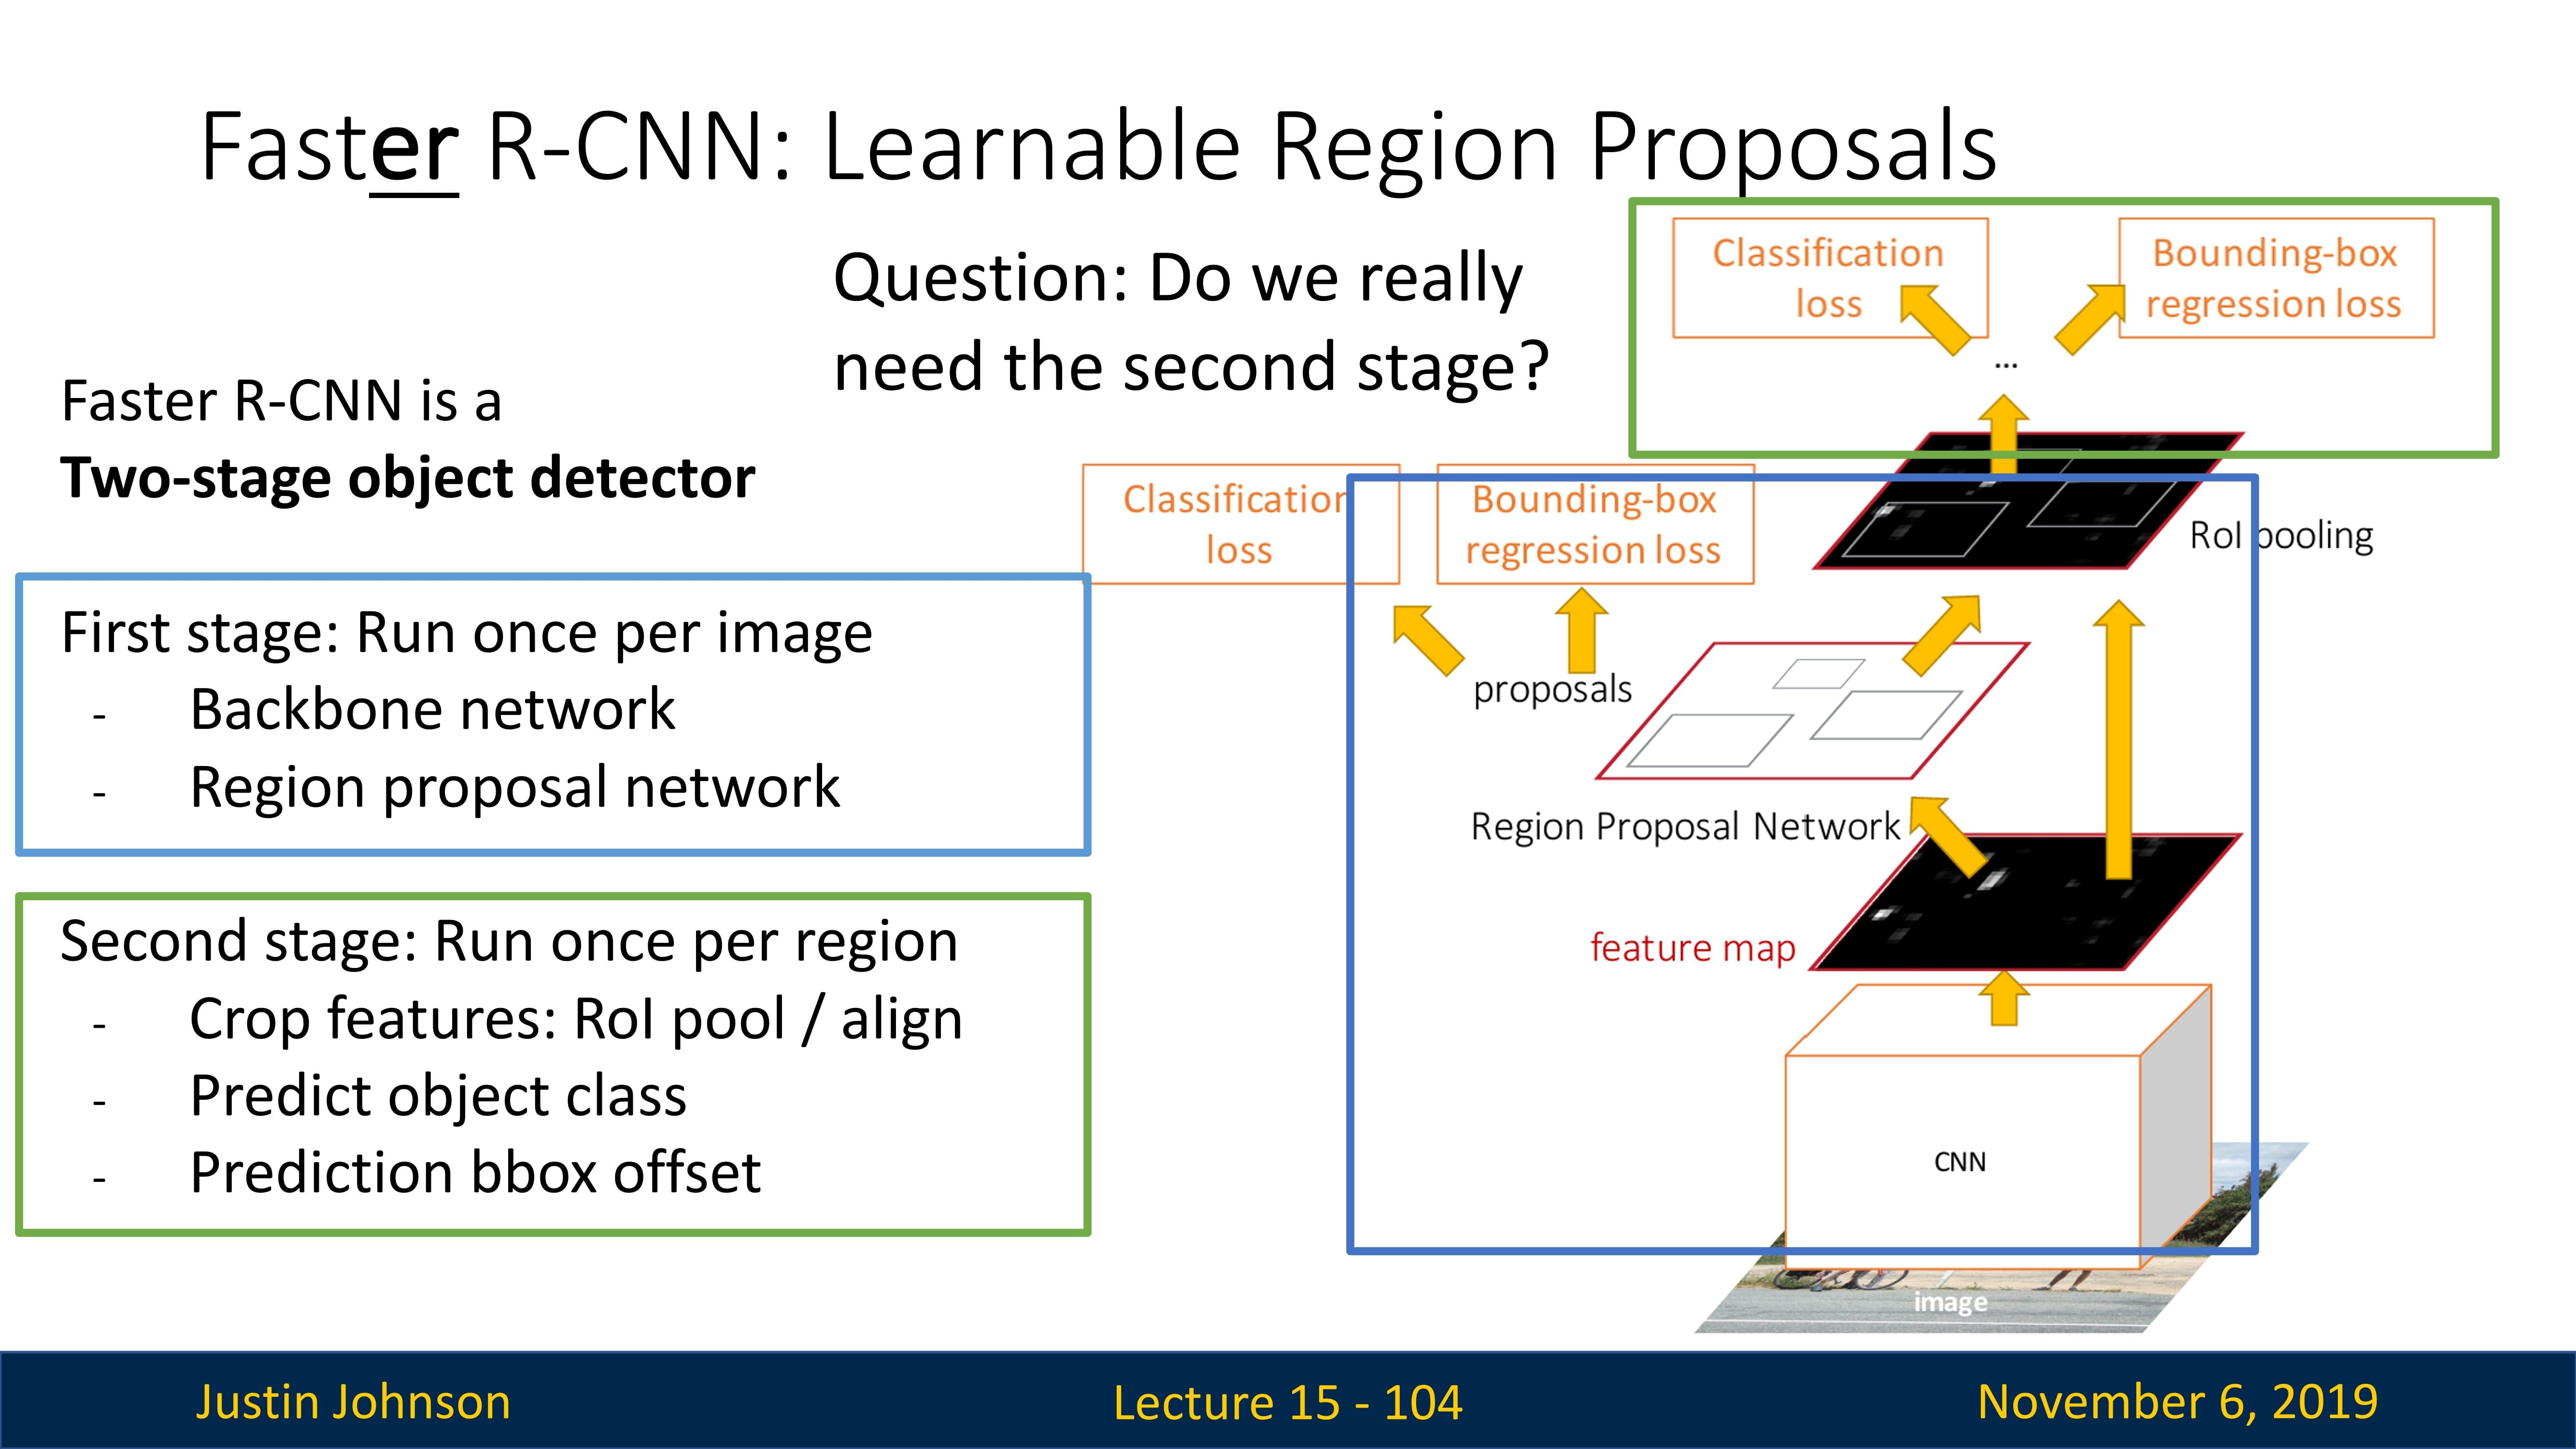 Faster R-CNN: Learnable Region Proposals
Question: Do we really
need the second stage?
Faster R-CNN is a
Two-stage object detector
First stage: Run once per image
- Backbone network
- Region proposal network
Second stage: Run once per region
- Crop features: RoI pool / align
- Predict object class
- Prediction bbox offset
Classification
loss
Bounding-box
regression loss
...
Classification
loss
Bounding-box
regression loss
RoI pooling
proposals
Region Proposal Network
feature map
CNN
image
Justin Johnson
Lecture 15 - 104
November 6, 2019